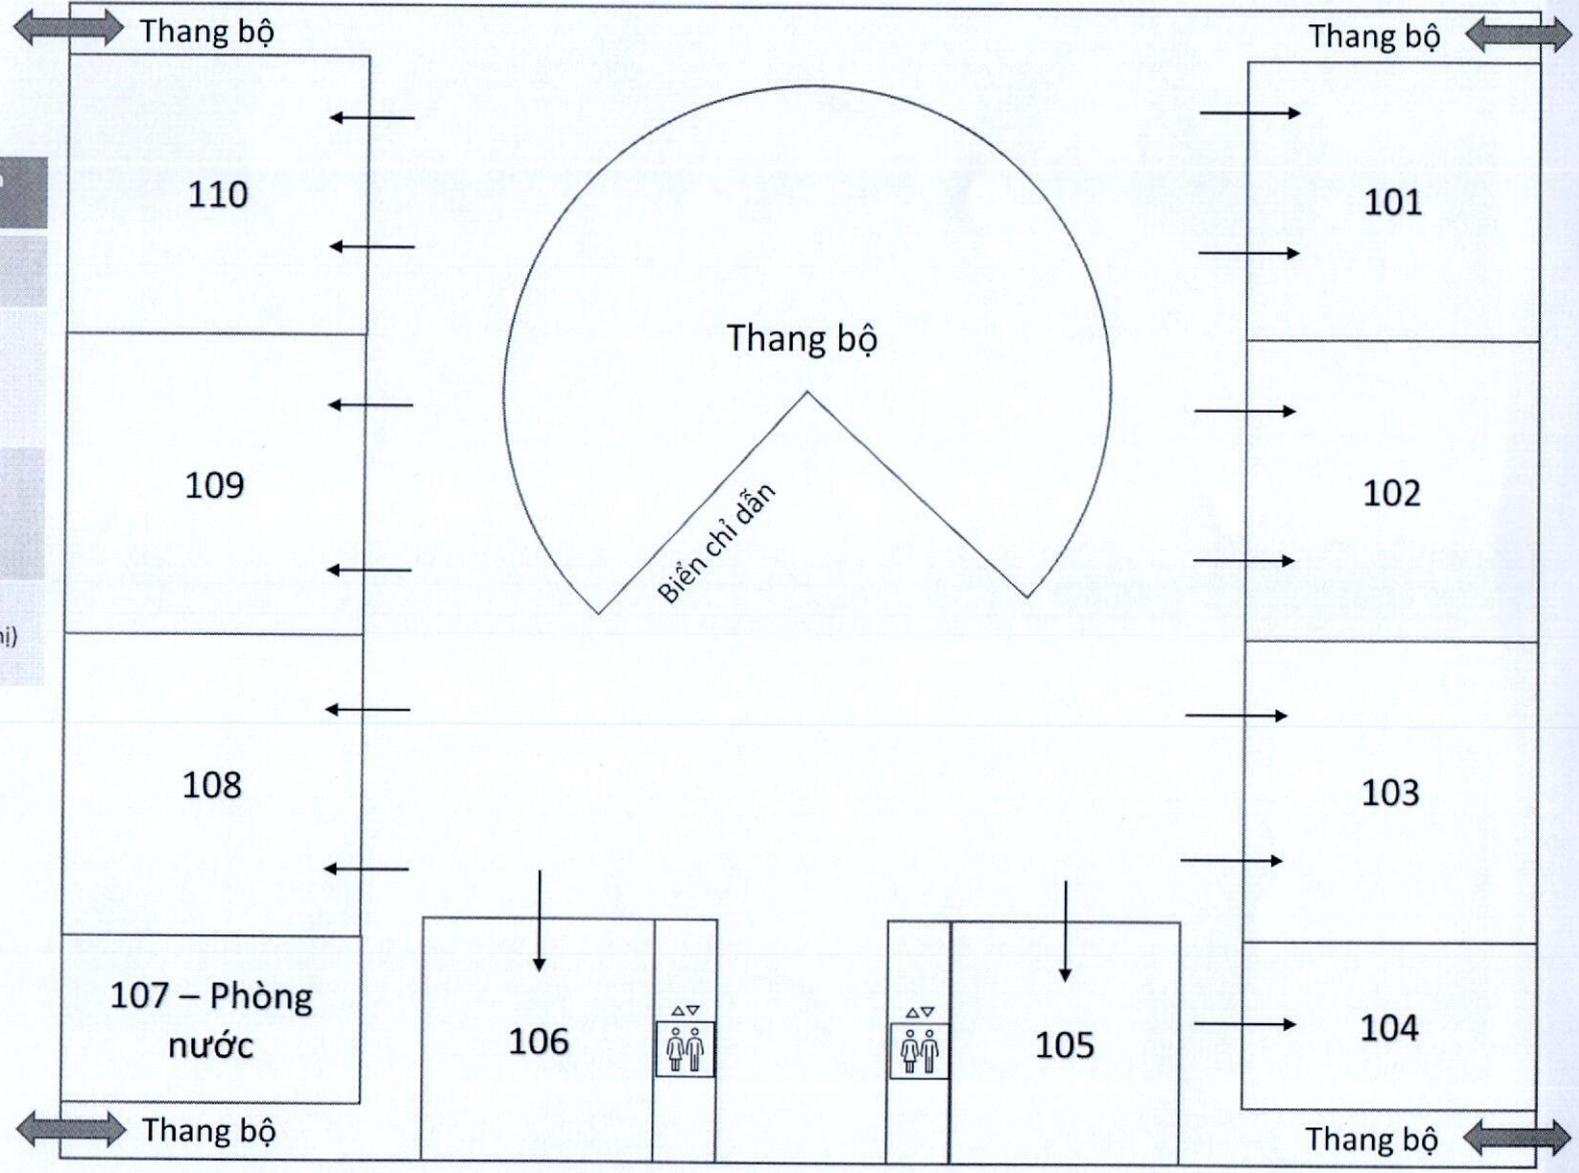 Thang bộ
Thang bộ
110
101
Thang bộ
109
102
Biển chỉ dẫn
108
103
107 – Phòng
nước
106
105
104
Thang bộ
Thang bộ